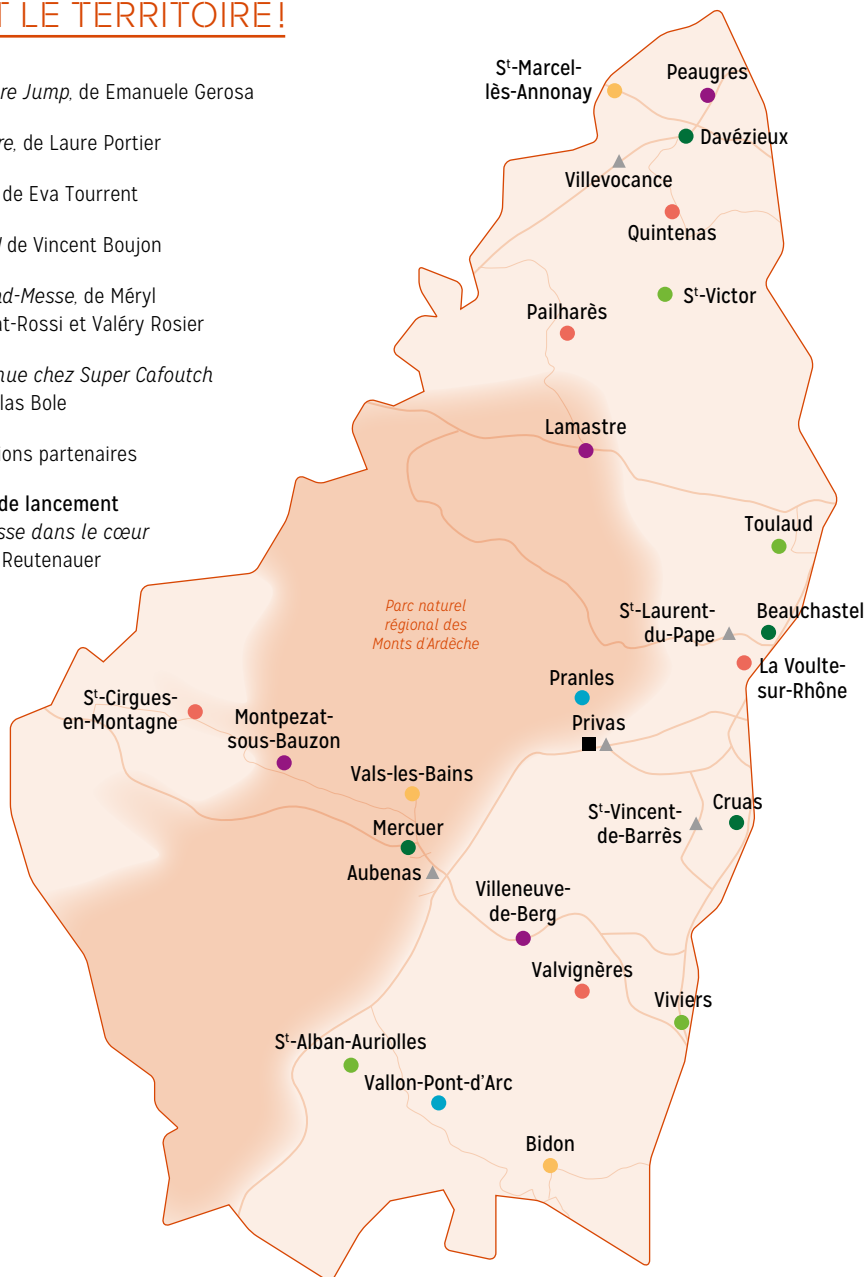 T LE TERRITOIRE!
re Jump, de Emanuele Gerosa
re, de Laure Portier
de Eva Tourrent
de Vincent Boujon
d-Messe, de Méryl
at-Rossi et Valéry Rosier
nue chez Super Cafoutch
las Bole
ions partenaires
de lancement
sse dans le cœur
Reutenauer
St-Marcel-
lès-Annonay
Peaugres
Davézieux
Villevocance
Quintenas
St-Victor
Pailharès
Lamastre
Toulaud
Parc naturel
régional des
Monts d'Ardèche
St-Laurent-
du-Pape
Beauchastel
La Voulte-
sur-Rhône
Pranles
Privas
St-Cirgues-
en-Montagne
Montpezat-
sous-Bauzon
Vals-les-Bains
Mercuer
Aubenas
St-Vincent-
de-Barrès
Cruas
Villeneuve-
de-Berg
Valvignères
Viviers
St-Alban-Auriolles
Vallon-Pont-d'Arc
Bidon